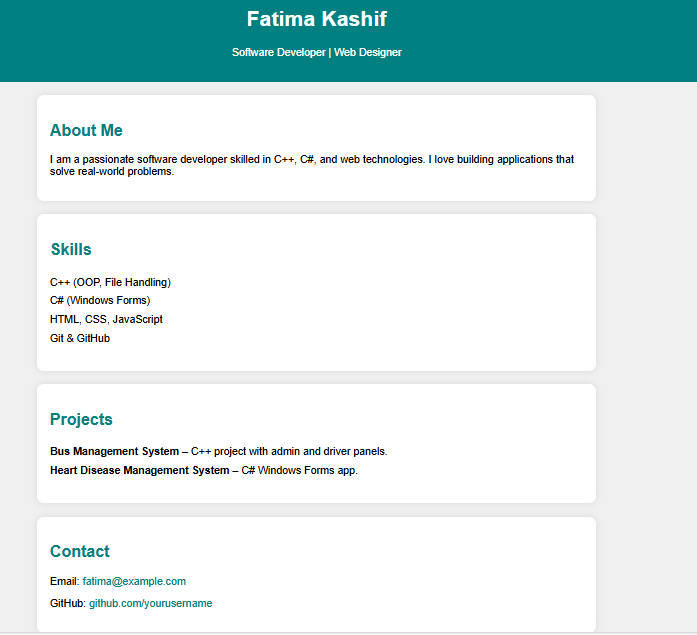 Fatima Kashif
Software Developer | Web Designer
About Me
I am a passionate software developer skilled in C++, C#, and web technologies. I love building applications that
solve real-world problems.
Skills
C++ (OOP, File Handling)
C# (Windows Forms)
HTML, CSS, JavaScript
Git & GitHub
Projects
Bus Management System – C++ project with admin and driver panels.
Heart Disease Management System – C# Windows Forms app.
Contact
Email: fatima@example.com
GitHub: github.com/yourusername